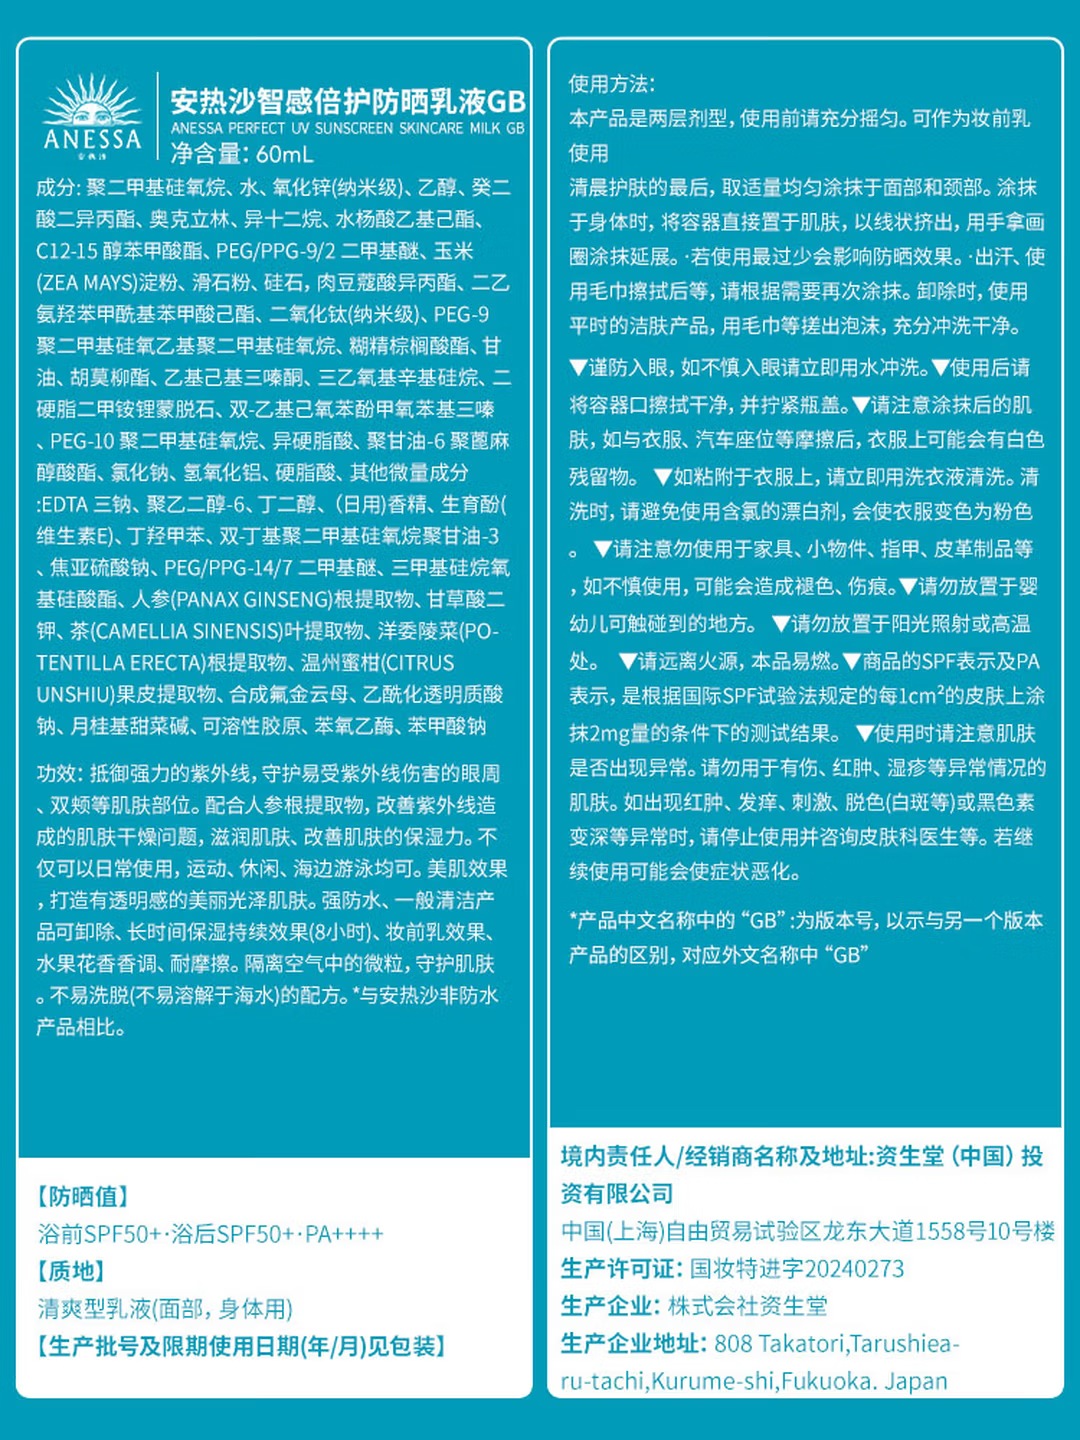 ANESSA
安热沙
安热沙智感倍护防晒乳液GB
ANESSA PERFECT UV SUNSCREEN SKINCARE MILK GB
净含量: 60mL
成分: 聚二甲基硅氧烷、水、氧化锌(纳米级)、乙醇、癸二
酸二异丙酯、奥克立林、异十二烷、水杨酸乙基己酯、
C12-15 醇苯甲酸酯、PEG/PPG-9/2 二甲基醚、玉米
(ZEA MAYS)淀粉、滑石粉、硅石, 肉豆蔻酸异丙酯、二乙
氨羟苯甲酰基苯甲酸己酯、二氧化钛(纳米级)、PEG-9
聚二甲基硅氧乙基聚二甲基硅氧烷、糊精棕榈酸酯、甘
油、胡莫柳酯、乙基己基三嗪酮、三乙氧基辛基硅烷、二
硬脂二甲铵锂蒙脱石、双-乙基己氧苯酚甲氧苯基三嗪
、PEG-10 聚二甲基硅氧烷、异硬脂酸、聚甘油-6 聚蓖麻
醇酸酯、氯化钠、氢氧化铝、硬脂酸、其他微量成分
:EDTA 三钠、聚乙二醇-6、丁二醇、（日用)香精、生育酚(
维生素E)、丁羟甲苯、双-丁基聚二甲基硅氧烷聚甘油-3
、焦亚硫酸钠、PEG/PPG-14/7 二甲基醚、三甲基硅烷氧
基硅酸酯、人参(PANAX GINSENG)根提取物、甘草酸二
钾、茶(CAMELLIA SINENSIS)叶提取物、洋委陵菜(PO-
TENTILLA ERECTA)根提取物、温州蜜柑(CITRUS
UNSHIU)果皮提取物、合成氟金云母、乙酰化透明质酸
钠、月桂基甜菜碱、可溶性胶原、苯氧乙酶、苯甲酸钠
功效: 抵御强力的紫外线, 守护易受紫外线伤害的眼周
、双颊等肌肤部位。配合人参根提取物, 改善紫外线造
成的肌肤干燥问题, 滋润肌肤、改善肌肤的保湿力。不
仅可以日常使用, 运动、休闲、海边游泳均可。美肌效果
, 打造有透明感的美丽光泽肌肤。强防水、一般清洁产
品可卸除、长时间保湿持续效果(8小时)、妆前乳效果、
水果花香香调、耐摩擦。隔离空气中的微粒, 守护肌肤
。不易洗脱(不易溶解于海水)的配方。*与安热沙非防水
产品相比。
【防晒值】
浴前SPF50+·浴后SPF50+·PA++++
【质地】
清爽型乳液(面部, 身体用)
【生产批号及限期使用日期(年/月)见包装】
使用方法:
本产品是两层剂型, 使用前请充分摇匀。可作为妆前乳
使用
清晨护肤的最后, 取适量均匀涂抹于面部和颈部。涂抹
于身体时, 将容器直接置于肌肤, 以线状挤出, 用手拿画
圈涂抹延展。·若使用最过少会影响防晒效果。·出汗、使
用毛巾擦拭后等, 请根据需要再次涂抹。卸除时, 使用
平时的洁肤产品, 用毛巾等搓出泡沫, 充分冲洗干净。
▼谨防入眼, 如不慎入眼请立即用水冲洗。▼使用后请
将容器口擦拭干净, 并拧紧瓶盖。▼请注意涂抹后的肌
肤, 如与衣服、汽车座位等摩擦后, 衣服上可能会有白色
残留物。 ▼如粘附于衣服上, 请立即用洗衣液清洗。清
洗时, 请避免使用含氯的漂白剂, 会使衣服变色为粉色
。 ▼请注意勿使用于家具、小物件、指甲、皮革制品等
, 如不慎使用, 可能会造成褪色、伤痕。▼请勿放置于婴
幼儿可触碰到的地方。 ▼请勿放置于阳光照射或高温
处。 ▼请远离火源, 本品易燃。▼商品的SPF表示及PA
表示, 是根据国际SPF试验法规定的每1cm²的皮肤上涂
抹2mg量的条件下的测试结果。 ▼使用时请注意肌肤
是否出现异常。请勿用于有伤、红肿、湿疹等异常情况的
肌肤。如出现红肿、发痒、刺激、脱色(白斑等)或黑色素
变深等异常时, 请停止使用并咨询皮肤科医生等。若继
续使用可能会使症状恶化。
*产品中文名称中的 “GB” :为版本号, 以示与另一个版本
产品的区别, 对应外文名称中 “GB”
境内责任人/经销商名称及地址:资生堂（中国）投
资有限公司
中国(上海)自由贸易试验区龙东大道1558号10号楼
生产许可证: 国妆特进字20240273
生产企业: 株式会社资生堂
生产企业地址: 808 Takatori,Tarushiea-
ru-tachi,Kurume-shi,Fukuoka. Japan